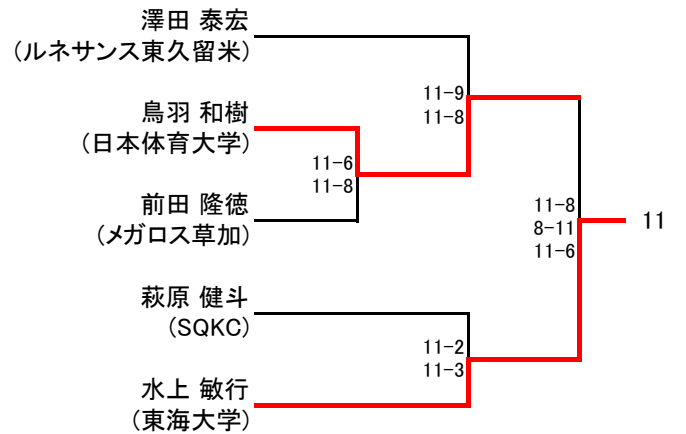 澤田 泰宏
(ルネサンス東久留米)
11-9
11-8
鳥羽 和樹
(日本体育大学)
11-6
11-8
前田 隆徳
(メガロス草加)
11-8
8-11
11-6
11
萩原 健斗
(SQKC)
11-2
11-3
水上 敏行
(東海大学)